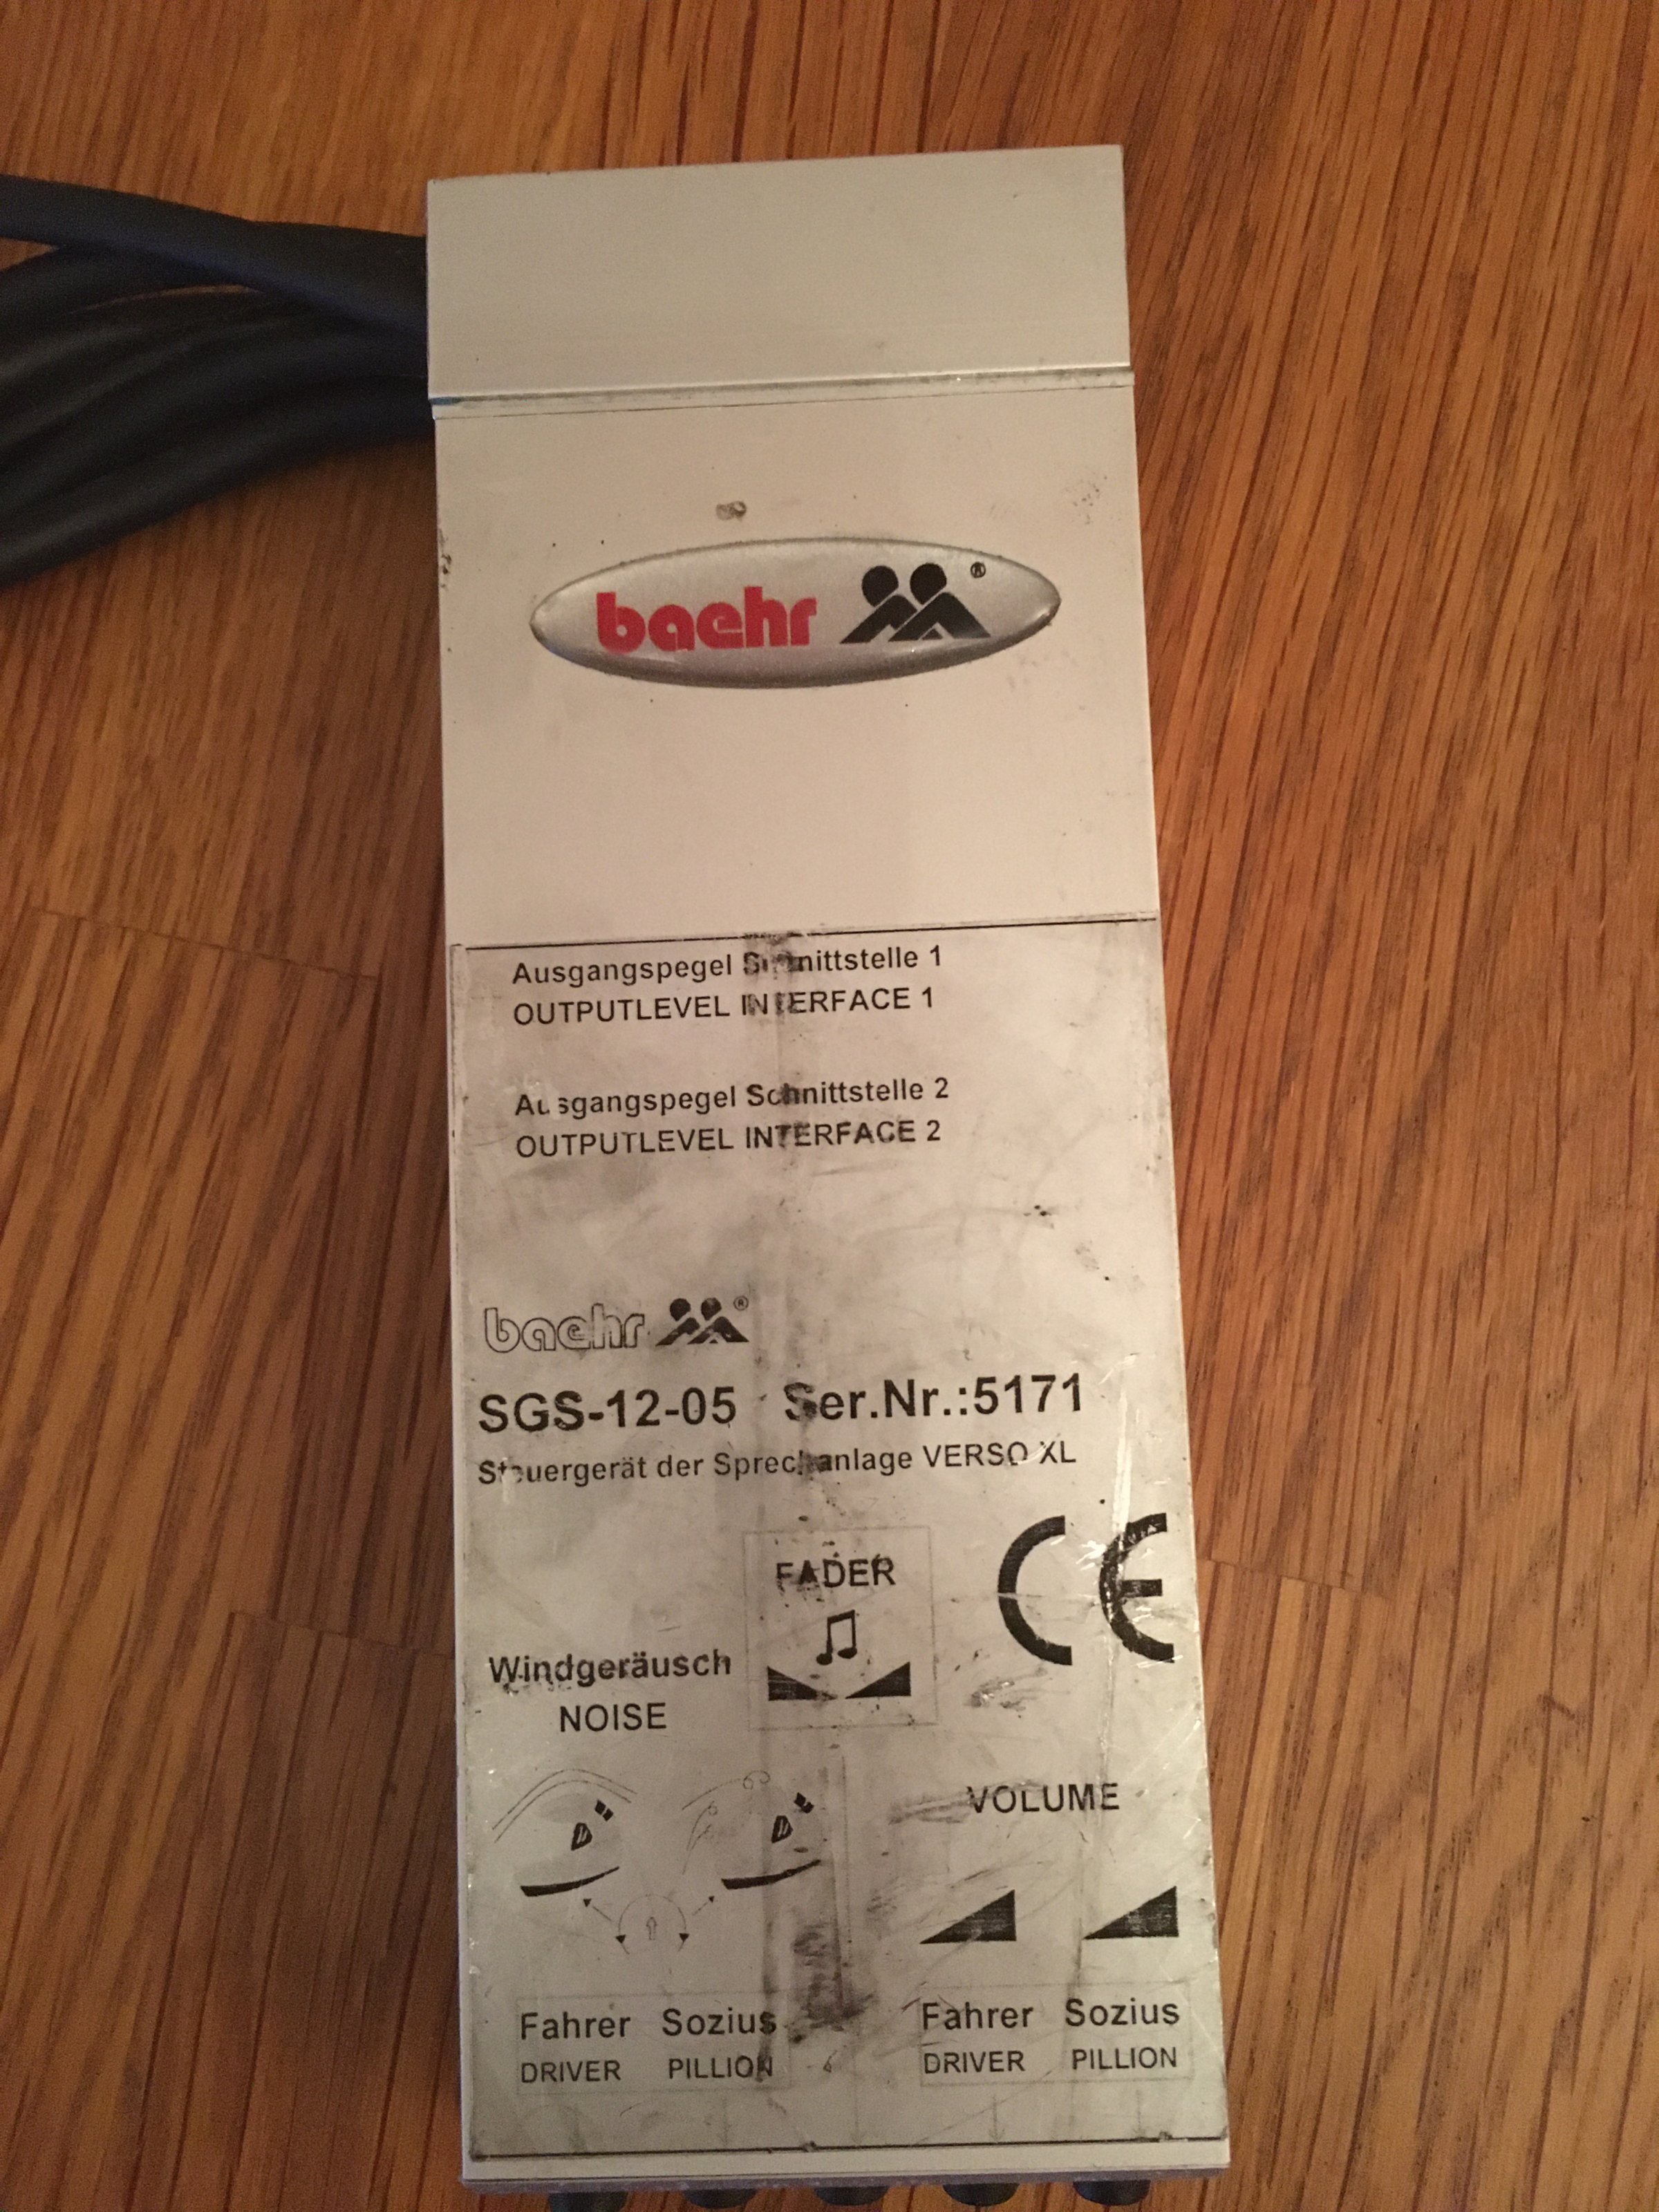 baehr ®
Ausgangspegel Schnittstelle 1
OUTPUTLEVEL INTERFACE 1
Ausgangspegel Schnittstelle 2
OUTPUTLEVEL INTERFACE 2
baehr ®
SGS-12-05 Ser.Nr.:5171
Steuergerät der Sprechanlage VERSO XL
FADER
CE
Windgeräusch
NOISE
VOLUME
Fahrer Sozius Fahrer Sozius
DRIVER PILLION DRIVER PILLION